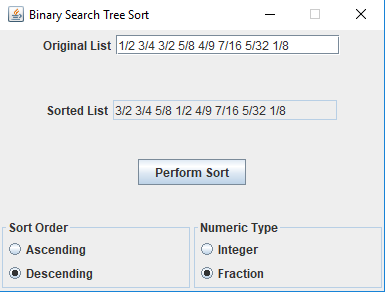 Binary Search Tree Sort
Original List 1/2 3/4 3/2 5/8 4/9 7/16 5/32 1/8
Sorted List 3/2 3/4 5/8 1/2 4/9 7/16 5/32 1/8
Perform Sort
Sort Order
Ascending
Descending
Numeric Type
Integer
Fraction